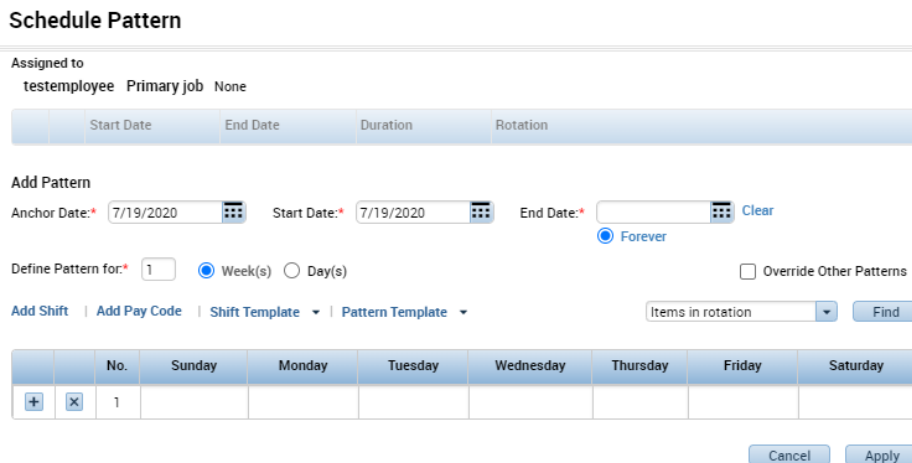 Schedule Pattern
Assigned to
testemployee Primary job None
Start Date End Date Duration Rotation
Add Pattern
Anchor Date:* 7/19/2020 Start Date:* 7/19/2020 End Date:* Clear
Forever
Define Pattern for:* 1 Week(s) Day(s) Override Other Patterns
Add Shift | Add Pay Code | Shift Template | Pattern Template Items in rotation Find
No. Sunday Monday Tuesday Wednesday Thursday Friday Saturday
1
Cancel Apply